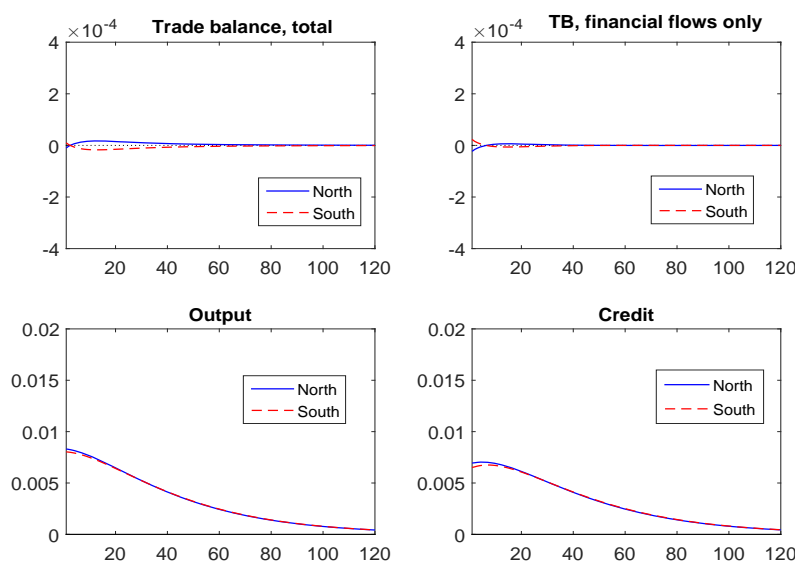 Trade balance, total
×10⁻⁴
4
2
0
-2
-4
20 40 60 80 100 120
North
South
TB, financial flows only
×10⁻⁴
4
2
0
-2
-4
20 40 60 80 100 120
North
South
Output
0.02
0.015
0.01
0.005
0
20 40 60 80 100 120
North
South
Credit
0.02
0.015
0.01
0.005
0
20 40 60 80 100 120
North
South